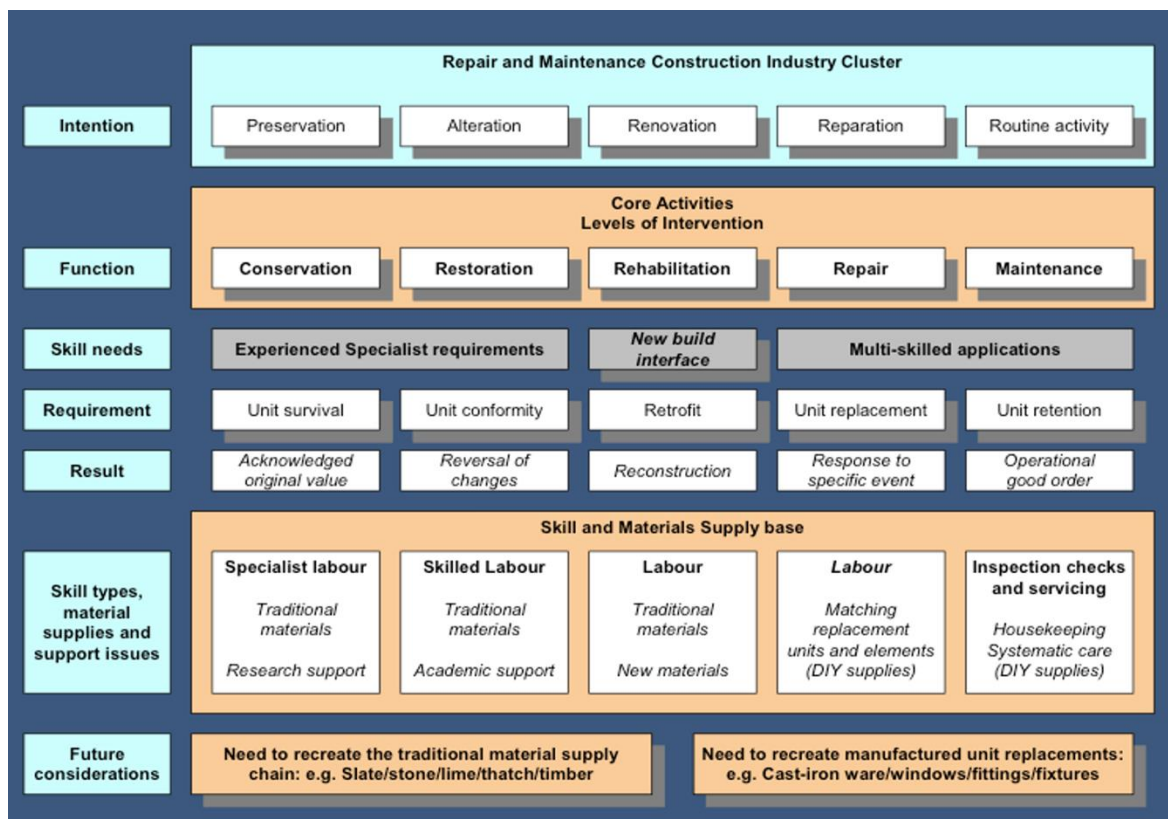 Repair and Maintenance Construction Industry Cluster
Intention
Preservation
Alteration
Renovation
Reparation
Routine activity
Core Activities
Levels of Intervention
Function
Conservation
Restoration
Rehabilitation
Repair
Maintenance
Skill needs
Experienced Specialist requirements
New build
interface
Multi-skilled applications
Requirement
Unit survival
Unit conformity
Retrofit
Unit replacement
Unit retention
Result
Acknowledged
original value
Reversal of
changes
Reconstruction
Response to
specific event
Operational
good order
Skill and Materials Supply base
Skill types,
material
supplies and
support issues
Specialist labour
Traditional
materials
Research support
Skilled Labour
Traditional
materials
Academic support
Labour
Traditional
materials
New materials
Labour
Matching
replacement
units and elements
(DIY supplies)
Inspection checks
and servicing
Housekeeping
Systematic care
(DIY supplies)
Future
considerations
Need to recreate the traditional material supply
chain: e.g. Slate/stone/lime/thatch/timber
Need to recreate manufactured unit replacements:
e.g. Cast-iron ware/windows/fittings/fixtures